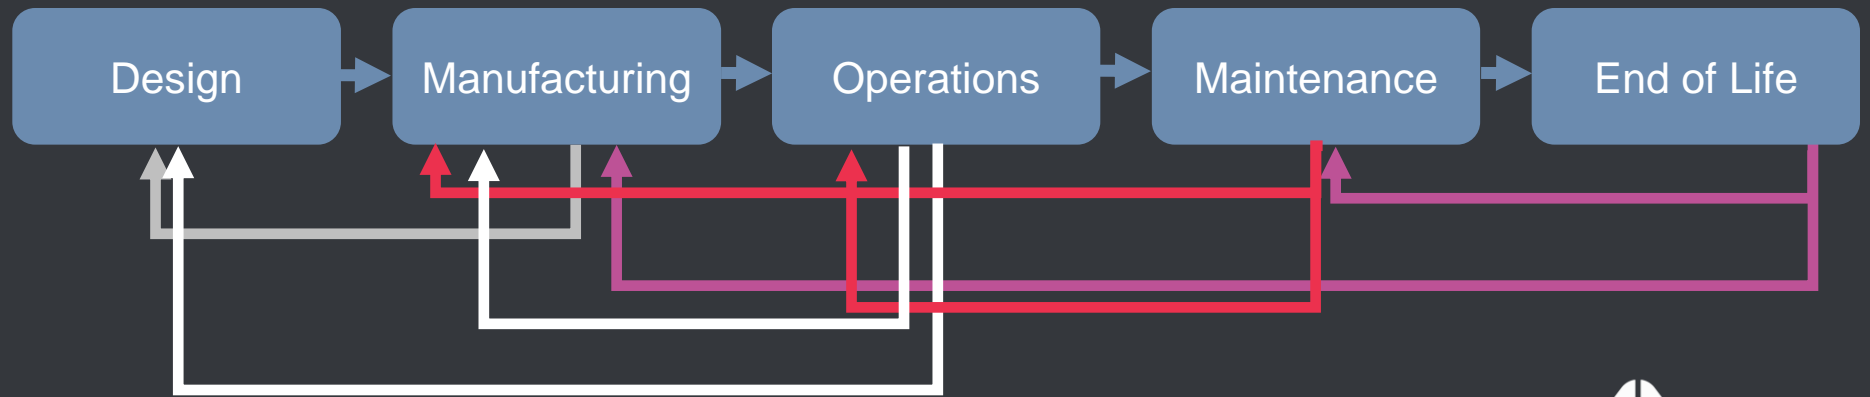 Design
Manufacturing
Operations
Maintenance
End of Life